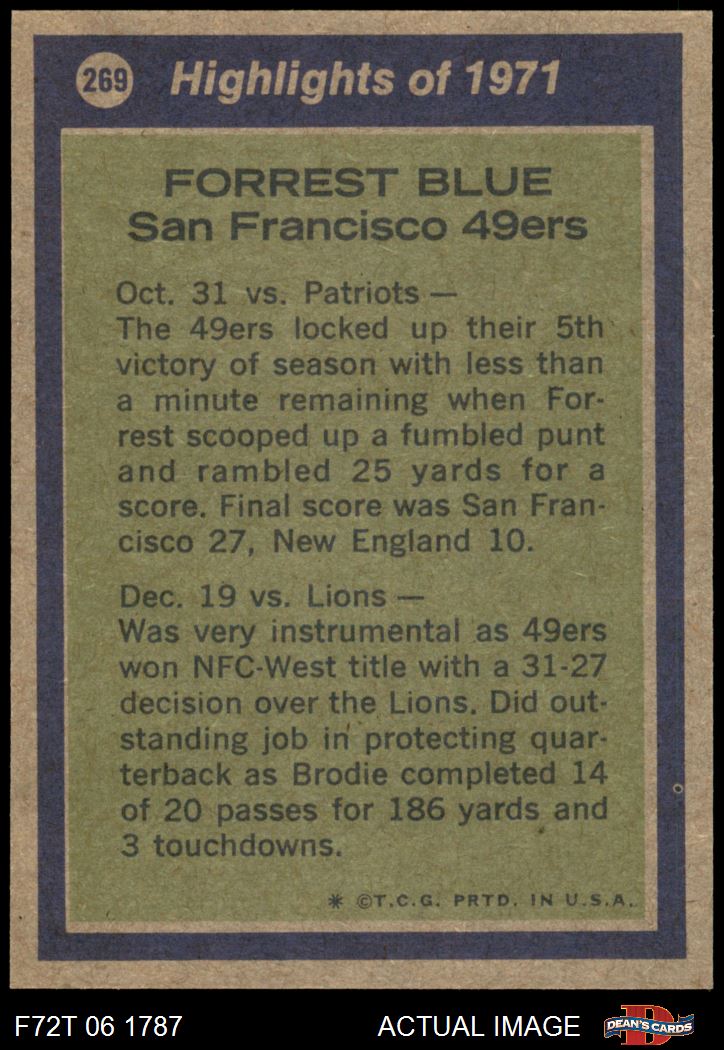 269 Highlights of 1971
FORREST BLUE
San Francisco 49ers
Oct. 31 vs. Patriots —
The 49ers locked up their 5th
victory of season with less than
a minute remaining when For-
rest scooped up a fumbled punt
and rambled 25 yards for a
score. Final score was San Fran-
cisco 27, New England 10.
Dec. 19 vs. Lions —
Was very instrumental as 49ers
won NFC-West title with a 31-27
decision over the Lions. Did out-
standing job in protecting quar-
terback as Brodie completed 14
of 20 passes for 186 yards and
3 touchdowns.
* ©T.C.G. PRTD. IN U.S.A.
F72T 06 1787 ACTUAL IMAGE D DEAN'S CARDS